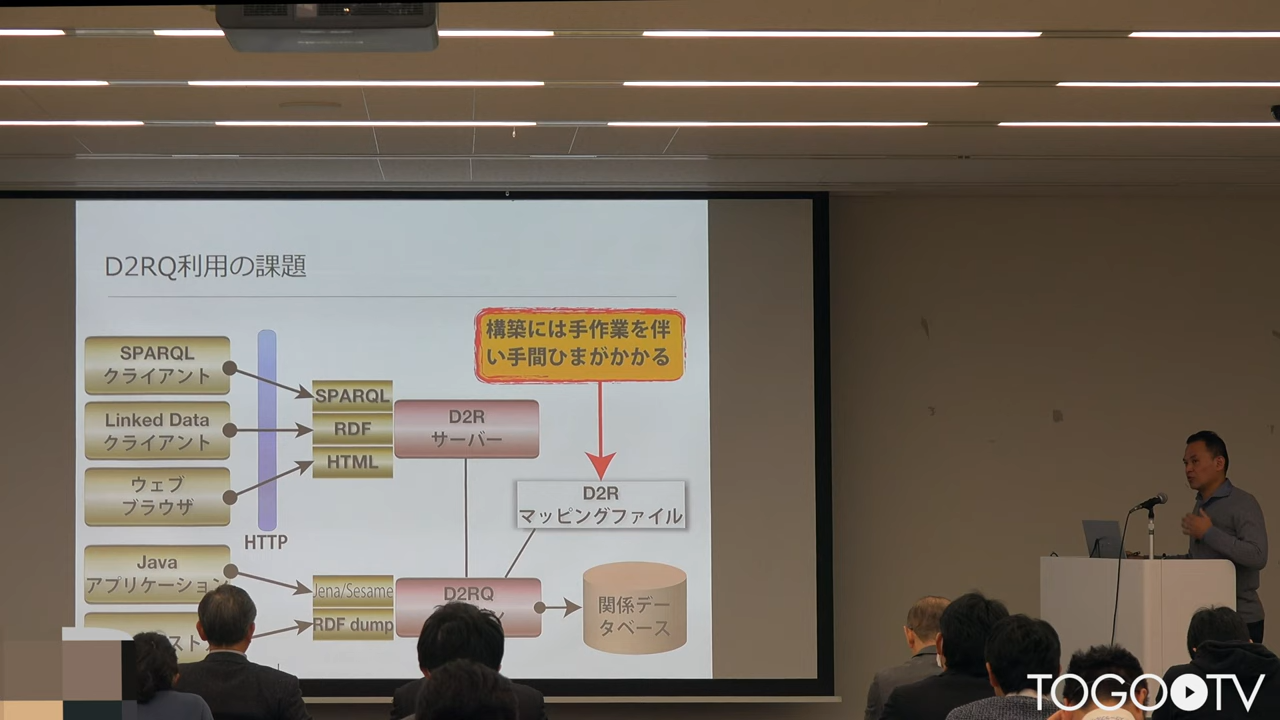 D2RQ利用の課題
構築には手作業を伴
い手間ひまがかかる
SPARQL
クライアント
Linked Data
クライアント
ウェブ
ブラウザ
HTTP
SPARQL
RDF
HTML
D2R
サーバー
D2R
マッピングファイル
Java
アプリケーション
Jena/Sesame
RDF dump
D2RQ
関係デー
タベース
TOGOTV